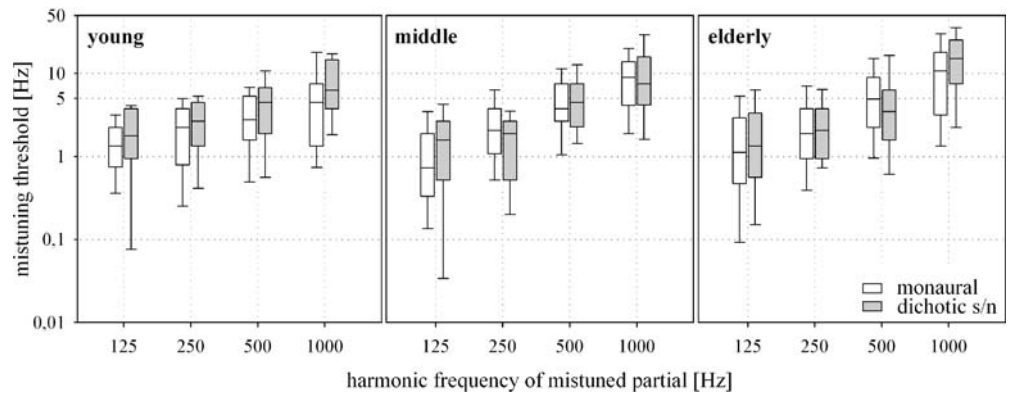 mistuning threshold [Hz]
50
10
5
1
0.1
0,01
young
middle
elderly
monaural
dichotic s/n
125 250 500 1000 125 250 500 1000 125 250 500 1000
harmonic frequency of mistuned partial [Hz]